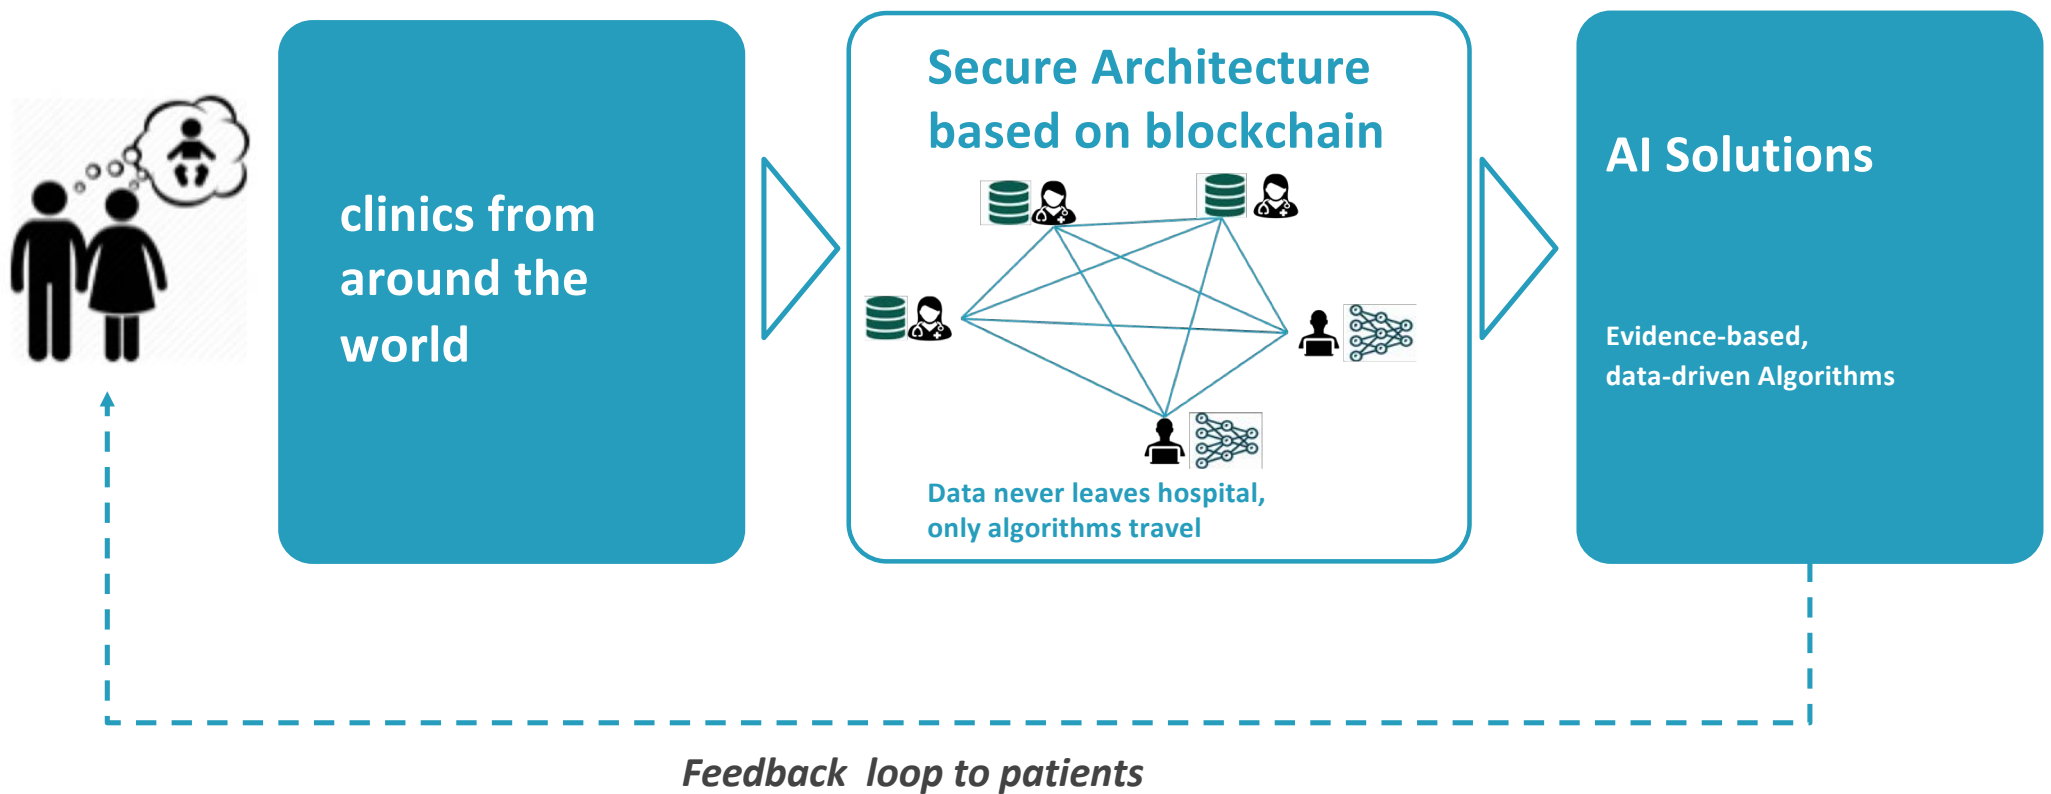 clinics from
around the
world
Secure Architecture
based on blockchain
Data never leaves hospital,
only algorithms travel
AI Solutions
Evidence-based,
data-driven Algorithms
Feedback  loop to patients